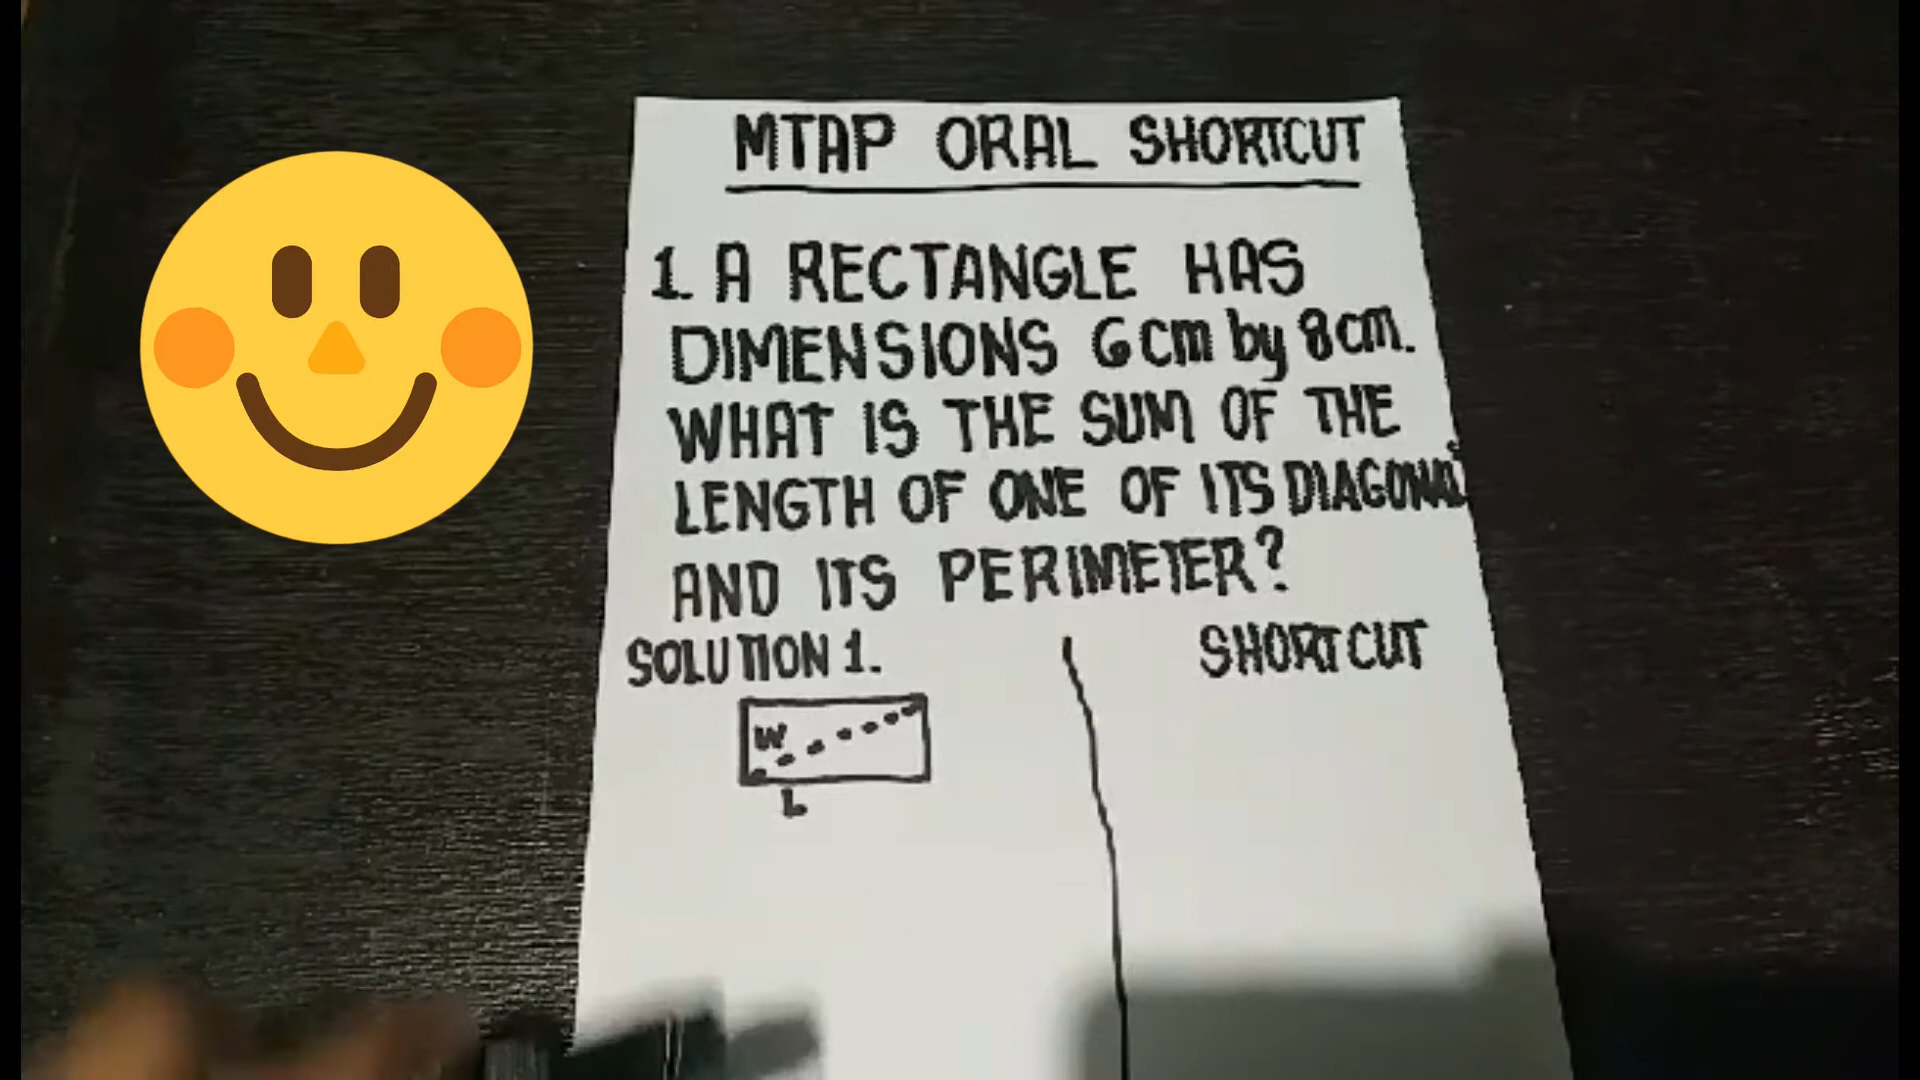 MTAP ORAL SHORTCUT
1. A RECTANGLE HAS
DIMENSIONS 6cm by 8cm.
WHAT IS THE SUM OF THE
LENGTH OF ONE OF ITS DIAGONALS
AND ITS PERIMETER?
SOLUTION 1.
SHORTCUT
W
L